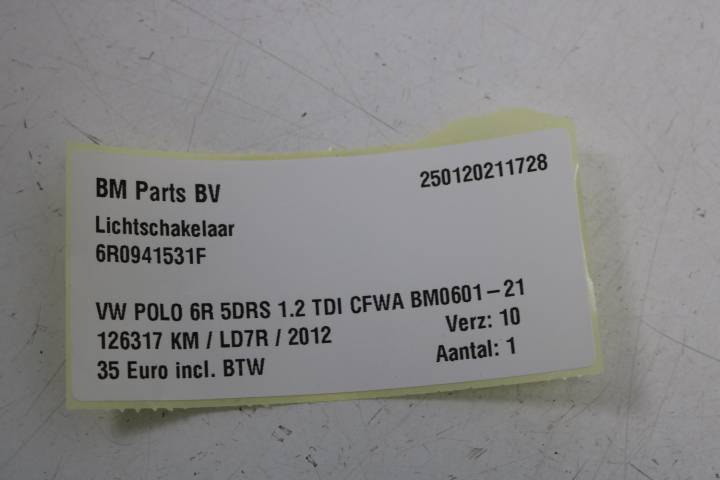 BM Parts BV
250120211728
Lichtschakelaar
6R0941531F
VW POLO 6R 5DRS 1.2 TDI CFWA BM0601-21
126317 KM / LD7R / 2012
Verz: 10
35 Euro incl. BTW
Aantal: 1